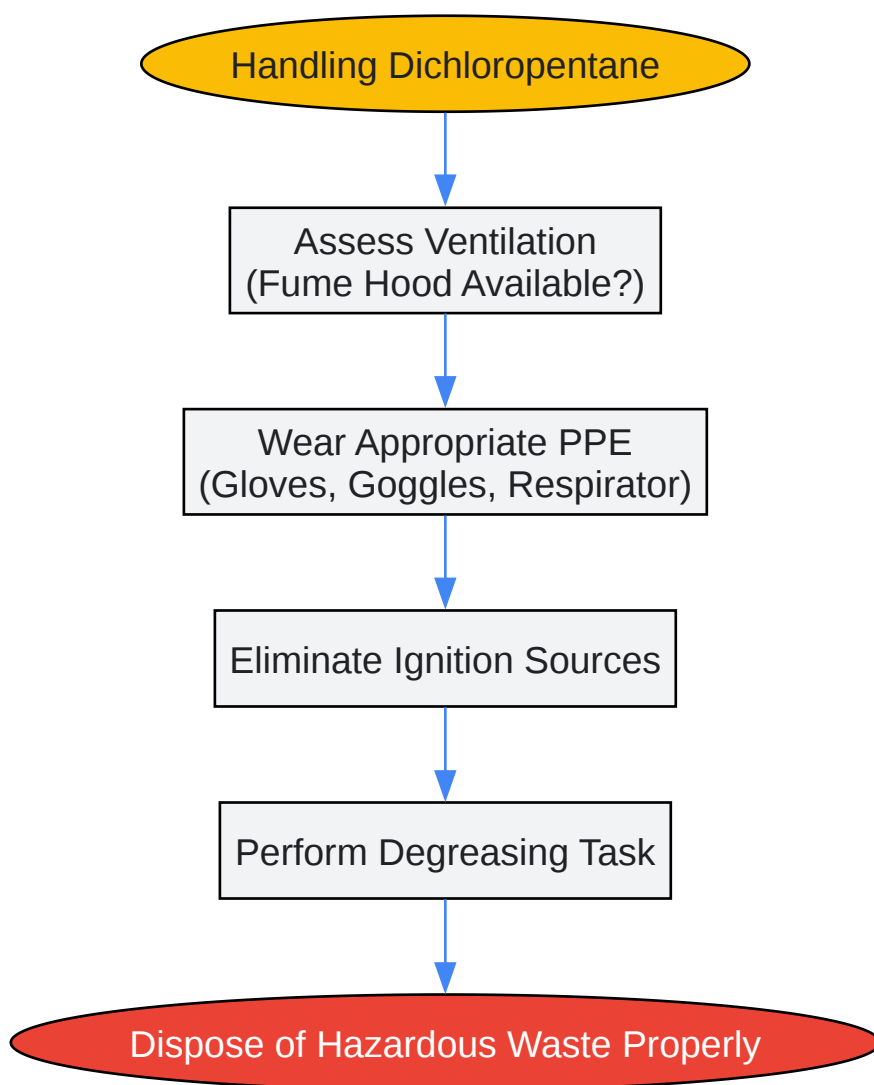 Handling Dichloropentane
Assess Ventilation
(Fume Hood Available?)
Wear Appropriate PPE
(Gloves, Goggles, Respirator)
Eliminate Ignition Sources
Perform Degreasing Task
Dispose of Hazardous Waste Properly